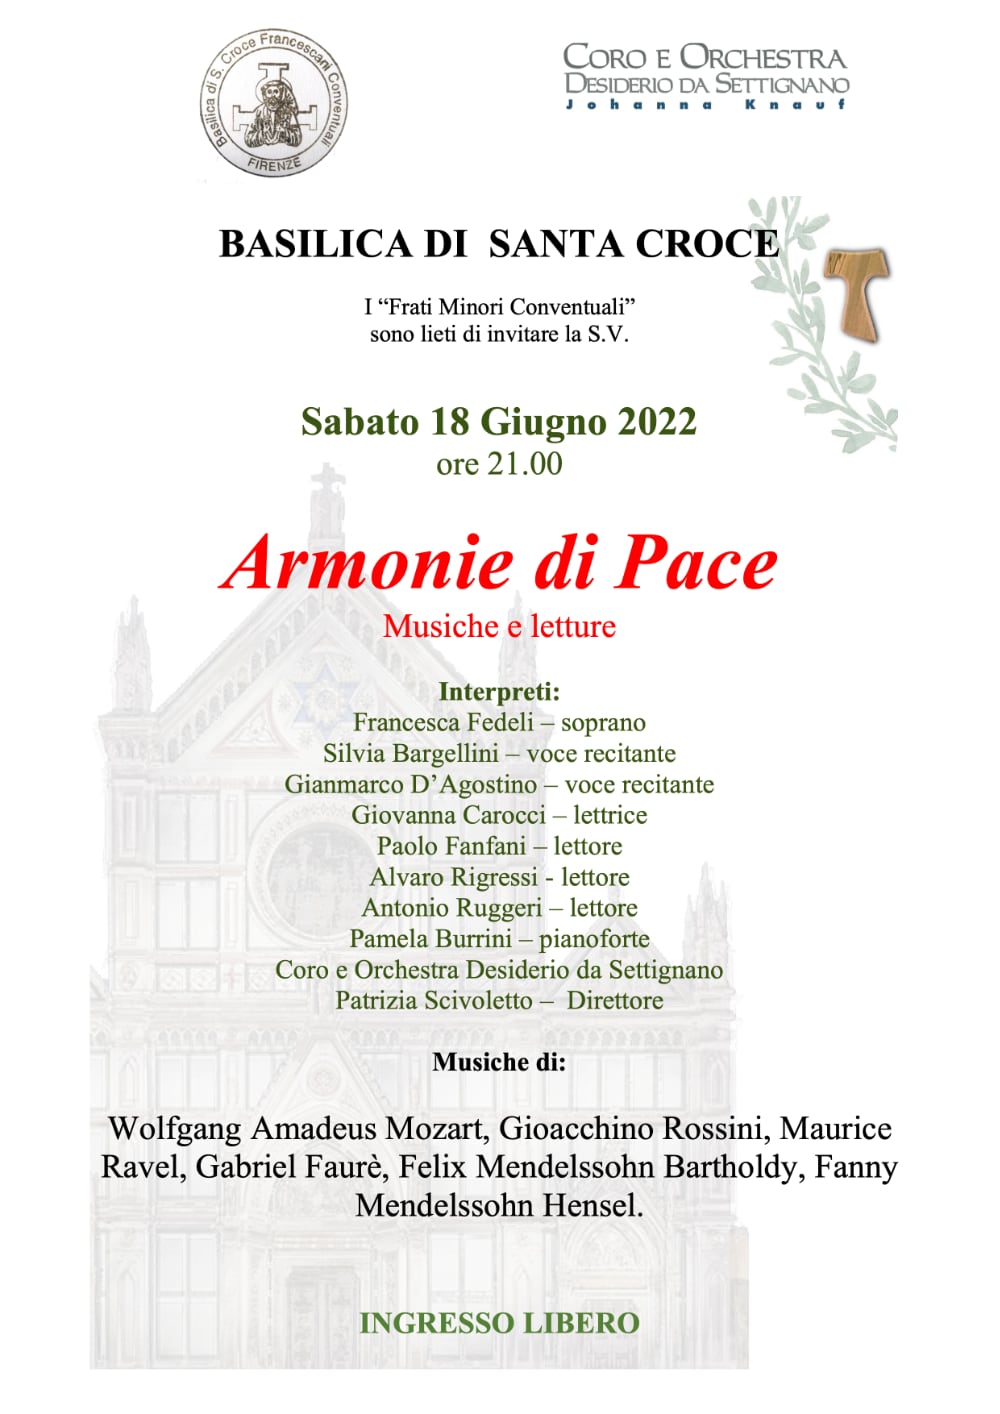 Basilica di S. Croce Francescani Conventuali
FIRENZE
CORO E ORCHESTRA
DESIDERIO DA SETTIGNANO
Johanna Knauf
BASILICA DI SANTA CROCE
I “Frati Minori Conventuali”
sono lieti di invitare la S.V.
Sabato 18 Giugno 2022
ore 21.00
Armonie di Pace
Musiche e letture
Interpreti:
Francesca Fedeli – soprano
Silvia Bargellini – voce recitante
Gianmarco D’Agostino – voce recitante
Giovanna Carocci – lettrice
Paolo Fanfani – lettore
Alvaro Rigressi - lettore
Antonio Ruggeri – lettore
Pamela Burrini – pianoforte
Coro e Orchestra Desiderio da Settignano
Patrizia Scivoletto – Direttore
Musiche di:
Wolfgang Amadeus Mozart, Gioacchino Rossini, Maurice
Ravel, Gabriel Faurè, Felix Mendelssohn Bartholdy, Fanny
Mendelssohn Hensel.
INGRESSO LIBERO